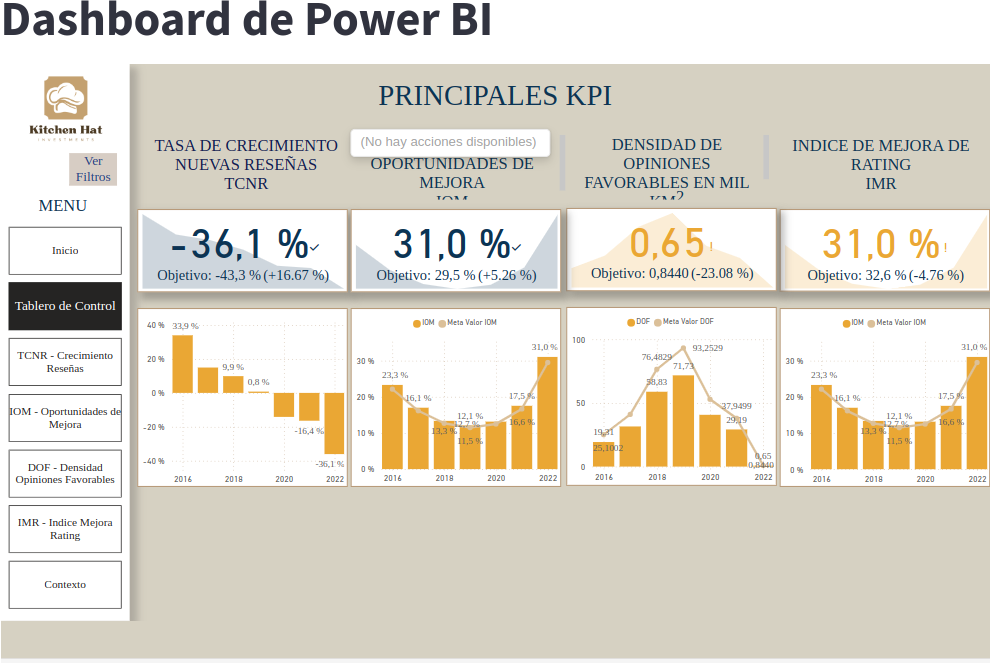 Dashboard de Power BI
Kitchen Hat
INVESTMENTS
Ver
Filtros
MENU
Inicio
Tablero de Control
TCNR - Crecimiento
Reseñas
IOM - Oportunidades de
Mejora
DOF - Densidad
Opiniones Favorables
IMR - Indice Mejora
Rating
Contexto
PRINCIPALES KPI
(No hay acciones disponibles)
TASA DE CRECIMIENTO
NUEVAS RESEÑAS
TCNR
OPORTUNIDADES DE
MEJORA
IOM
DENSIDAD DE
OPINIONES
FAVORABLES EN MIL
KM2
INDICE DE MEJORA DE
RATING
IMR
-36,1 %
Objetivo: -43,3 % (+16.67 %)
31,0 %
Objetivo: 29,5 % (+5.26 %)
0,65!
Objetivo: 0,8440 (-23.08 %)
31,0 %!
Objetivo: 32,6 % (-4.76 %)
40 %
20 %
0 %
-20 %
-40 %
33,9 %
9,9 %
0,8 %
-16,4 %
-36,1 %
2016 2018 2020 2022
IOM Meta Valor IOM
30 %
20 %
10 %
0 %
23,3 %
16,1 %
13,3 %
12,1 %
12,7 %
11,5 %
17,5 %
16,6 %
31,0 %
2016 2018 2020 2022
DOF Meta Valor DOF
100
50
0
19,31
25,1002
76,4829
58,83
93,2529
71,73
37,9499
29,19
0,65
0,8440
2016 2018 2020 2022
IOM Meta Valor IOM
30 %
20 %
10 %
0 %
23,3 %
16,1 %
13,3 %
12,1 %
12,7 %
11,5 %
17,5 %
16,6 %
31,0 %
2016 2018 2020 2022